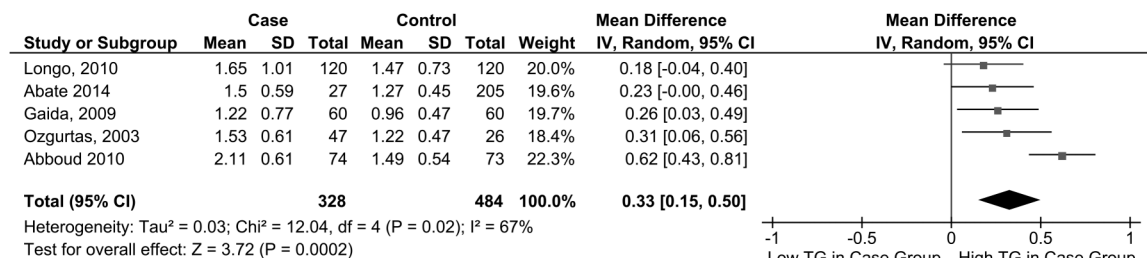 Case Control Mean Difference Mean Difference
Study or Subgroup Mean SD Total Mean SD Total Weight IV, Random, 95% CI IV, Random, 95% CI
Longo, 2010 1.65 1.01 120 1.47 0.73 120 20.0% 0.18 [-0.04, 0.40]
Abate 2014 1.5 0.59 27 1.27 0.45 205 19.6% 0.23 [-0.00, 0.46]
Gaida, 2009 1.22 0.77 60 0.96 0.47 60 19.7% 0.26 [0.03, 0.49]
Ozgurtas, 2003 1.53 0.61 47 1.22 0.47 26 18.4% 0.31 [0.06, 0.56]
Abboud 2010 2.11 0.61 74 1.49 0.54 73 22.3% 0.62 [0.43, 0.81]
Total (95% CI) 328 484 100.0% 0.33 [0.15, 0.50]
Heterogeneity: Tau² = 0.03; Chi² = 12.04, df = 4 (P = 0.02); I² = 67%
Test for overall effect: Z = 3.72 (P = 0.0002)
-1 -0.5 0 0.5 1
Low TG in Case Group High TG in Case Group